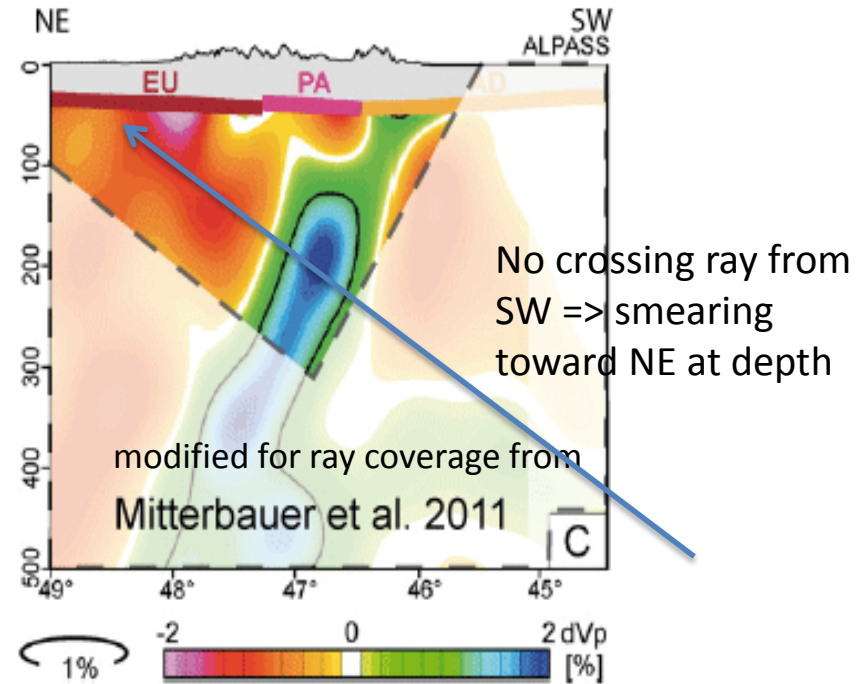 NE
SW
ALPASS
0
EU
PA
AD
100
200
No crossing ray from
SW => smearing
toward NE at depth
300
400
modified for ray coverage from
Mitterbauer et al. 2011
C
500
49° 48° 47° 46° 45°
-2 0 2 dVp
1%
[%]